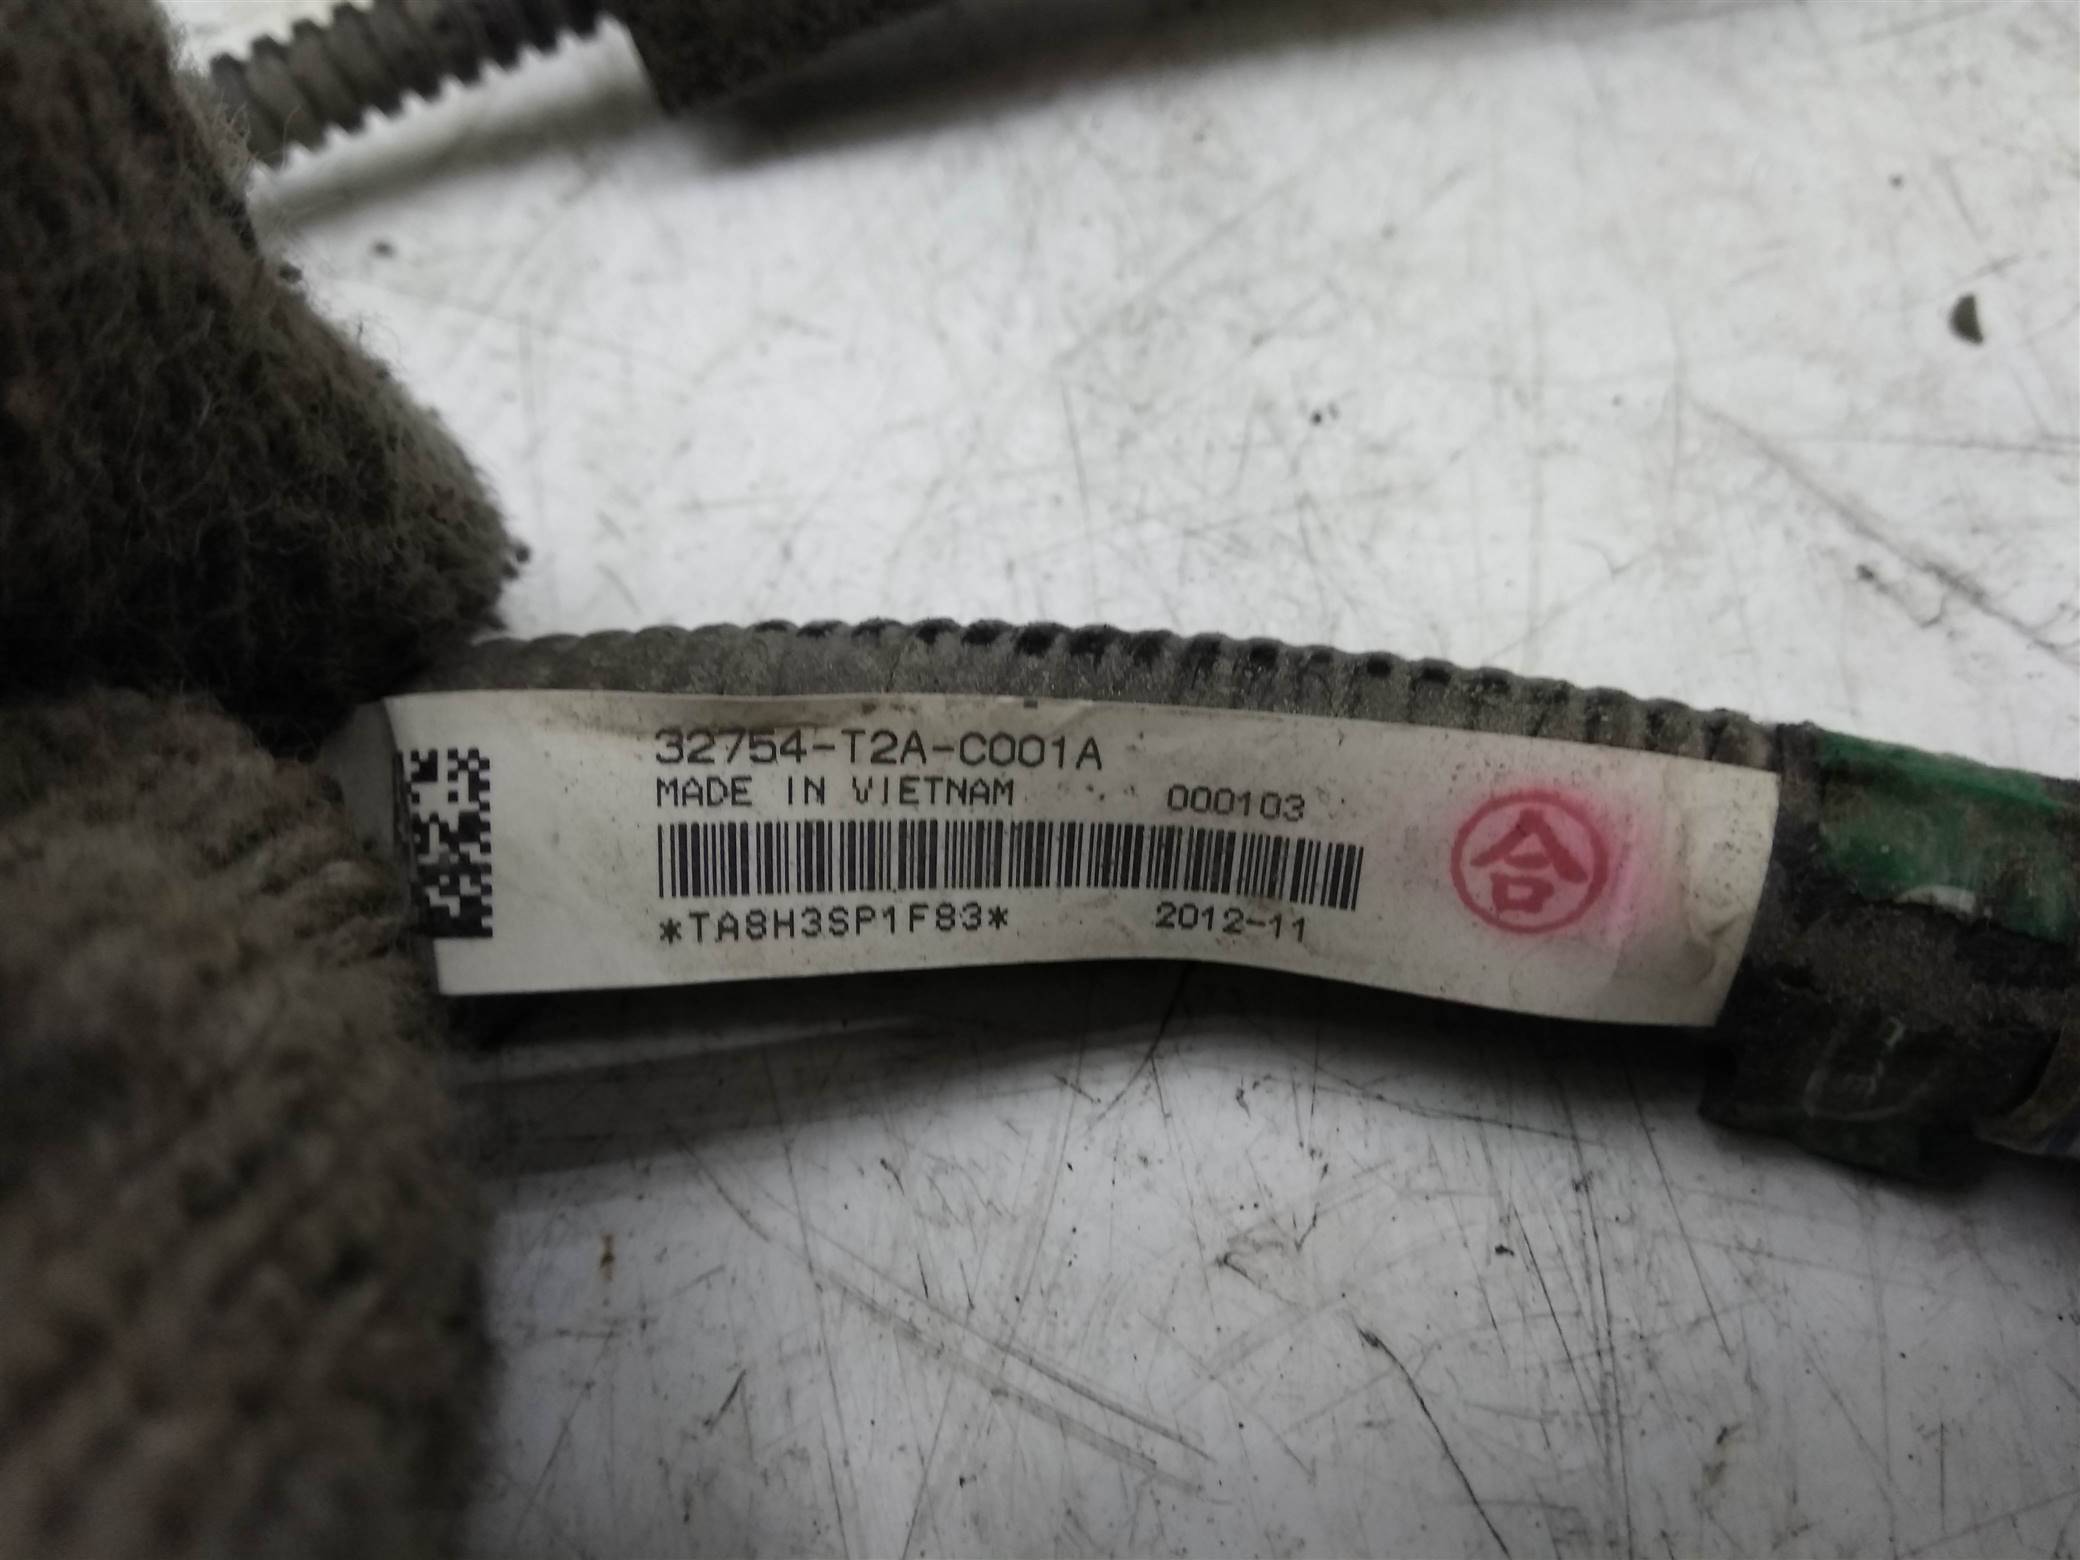 32754-T2A-C001A
MADE IN VIETNAM 000103
*TA8H3SP1F83* 2012-11
合